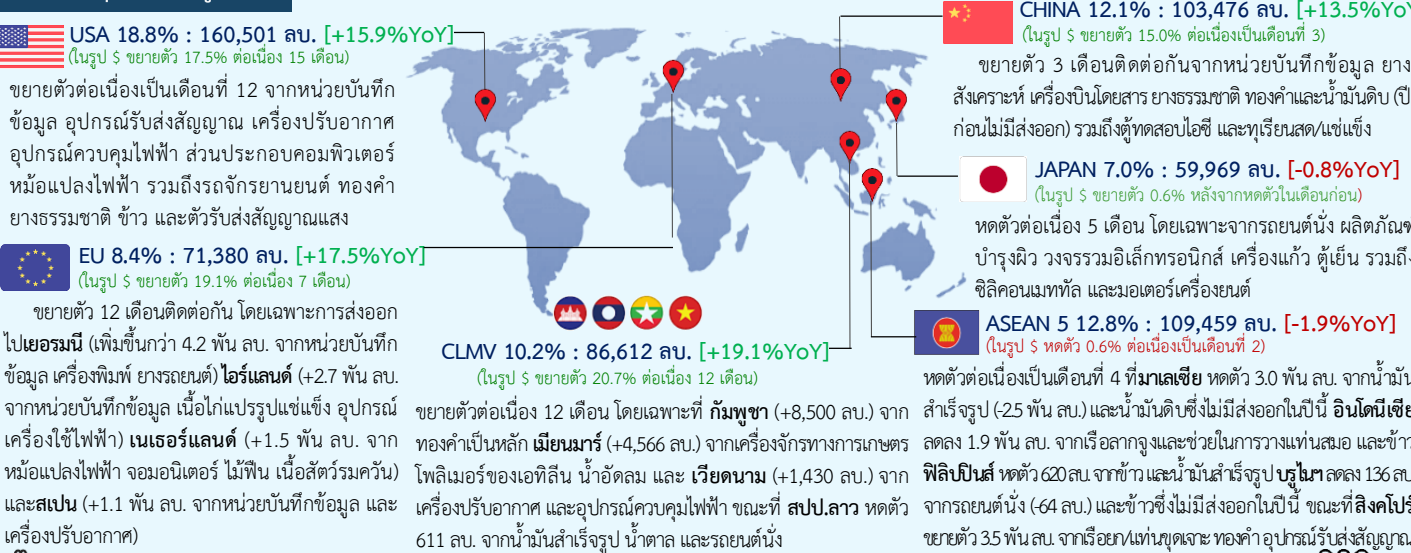 USA 18.8% : 160,501 ลบ. [+15.9%YoY]
(ในรูป $ ขยายตัว 17.5% ต่อเนื่อง 15 เดือน)
ขยายตัวต่อเนื่องเป็นเดือนที่ 12 จากหน่วยบันทึก
ข้อมูล อุปกรณ์รับส่งสัญญาณ เครื่องปรับอากาศ
อุปกรณ์ควบคุมไฟฟ้า ส่วนประกอบคอมพิวเตอร์
หม้อแปลงไฟฟ้า รวมถึงรถจักรยานยนต์ ทองคำ
ยางธรรมชาติ ข้าว และตัวรับส่งสัญญาณแสง
EU 8.4% : 71,380 ลบ. [+17.5%YoY]
(ในรูป $ ขยายตัว 19.1% ต่อเนื่อง 7 เดือน)
ขยายตัว 12 เดือนติดต่อกัน โดยเฉพาะการส่งออก
ไปเยอรมนี (เพิ่มขึ้นกว่า 4.2 พัน ลบ. จากหน่วยบันทึก
ข้อมูล เครื่องพิมพ์ ยางรถยนต์) ไอร์แลนด์ (+2.7 พัน ลบ.
จากหน่วยบันทึกข้อมูล เนื้อไก่แปรรูปแช่แข็ง อุปกรณ์
เครื่องใช้ไฟฟ้า) เนเธอร์แลนด์ (+1.5 พัน ลบ. จาก
หม้อแปลงไฟฟ้า จอมอนิเตอร์ ไม้ฟืน เนื้อสัตว์รมควัน)
และสเปน (+1.1 พัน ลบ. จากหน่วยบันทึกข้อมูล และ
เครื่องปรับอากาศ)
CLMV 10.2% : 86,612 ลบ. [+19.1%YoY]
(ในรูป $ ขยายตัว 20.7% ต่อเนื่อง 12 เดือน)
ขยายตัวต่อเนื่อง 12 เดือน โดยเฉพาะที่ กัมพูชา (+8,500 ลบ.) จาก
ทองคำเป็นหลัก เมียนมาร์ (+4,566 ลบ.) จากเครื่องจักรทางการเกษตร
โพลิเมอร์ของเอทิลีน น้ำอัดลม และ เวียดนาม (+1,430 ลบ.) จาก
เครื่องปรับอากาศ และอุปกรณ์ควบคุมไฟฟ้า ขณะที่ สปป.ลาว หดตัว
611 ลบ. จากน้ำมันสำเร็จรูป น้ำตาล และรถยนต์นั่ง
CHINA 12.1% : 103,476 ลบ. [+13.5%YoY
(ในรูป $ ขยายตัว 15.0% ต่อเนื่องเป็นเดือนที่ 3)
ขยายตัว 3 เดือนติดต่อกันจากหน่วยบันทึกข้อมูล ยาง
สังเคราะห์ เครื่องบินโดยสาร ยางธรรมชาติ ทองคำและน้ำมันดิบ (ปี
ก่อนไม่มีส่งออก) รวมถึงตู้ทดสอบไอซี และทุเรียนสด/แช่แข็ง
JAPAN 7.0% : 59,969 ลบ. [-0.8%YoY]
(ในรูป $ ขยายตัว 0.6% หลังจากหดตัวในเดือนก่อน)
หดตัวต่อเนื่อง 5 เดือน โดยเฉพาะจากรถยนต์นั่ง ผลิตภัณฑ
บำรุงผิว วงจรรวมอิเล็กทรอนิกส์ เครื่องแก้ว ตู้เย็น รวมถึง
ซิลิคอนเมททัล และมอเตอร์เครื่องยนต์
ASEAN 5 12.8% : 109,459 ลบ. [-1.9%YoY]
(ในรูป $ หดตัว 0.6% ต่อเนื่องเป็นเดือนที่ 2)
หดตัวต่อเนื่องเป็นเดือนที่ 4 ที่มาเลเซีย หดตัว 3.0 พัน ลบ. จากน้ำมัน
สำเร็จรูป (-2.5 พัน ลบ.) และน้ำมันดิบซึ่งไม่มีส่งออกในปีนี้ อินโดนีเซีย
ลดลง 1.9 พัน ลบ. จากเรือลากจูงและช่วยในการวางแท่นสมอ และข้าว
ฟิลิปปินส์ หดตัว 620 ลบ. จากข้าว และน้ำมันสำเร็จรูป บรูไนฯ ลดลง 136 ลบ.
จากรถยนต์นั่ง (-64 ลบ.) และข้าวซึ่งไม่มีส่งออกในปีนี้ ขณะที่สิงคโปร์
ขยายตัว 3.5 พัน ลบ. จากเรือยก/แท่นขุดเจาะ ทองคำ อุปกรณ์รับส่งสัญญาณ